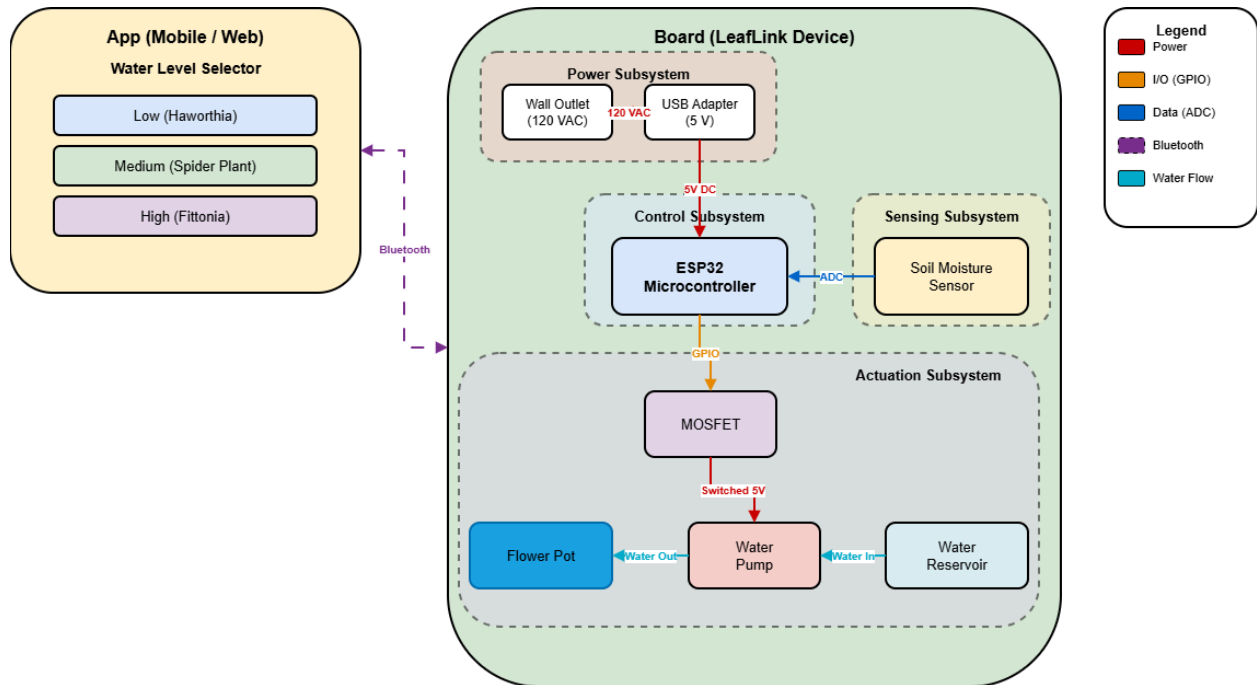 App (Mobile / Web)
Water Level Selector
Low (Haworthia)
Medium (Spider Plant)
High (Fittonia)
Bluetooth
Board (LeafLink Device)
Power Subsystem
Wall Outlet
(120 VAC)
120 VAC
USB Adapter
(5 V)
5V DC
Control Subsystem
ESP32
Microcontroller
ADC
Sensing Subsystem
Soil Moisture
Sensor
GPIO
Actuation Subsystem
MOSFET
Switched 5V
Flower Pot
Water Out
Water
Pump
Water In
Water
Reservoir
Legend
Power
I/O (GPIO)
Data (ADC)
Bluetooth
Water Flow